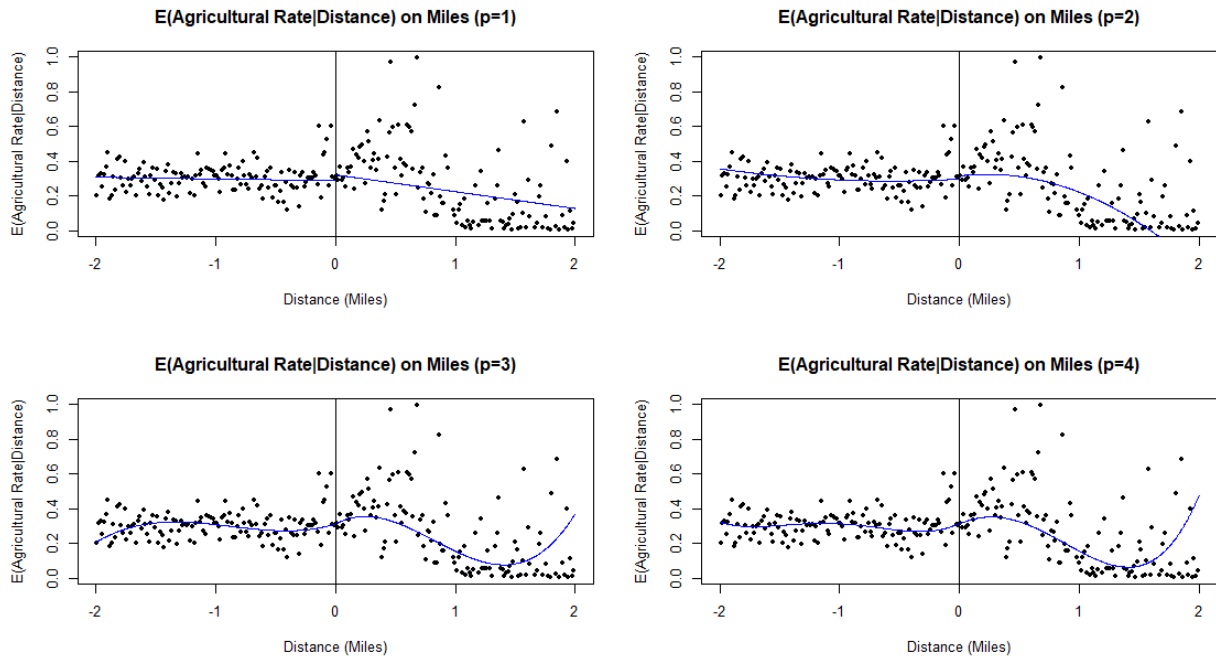 E(Agricultural Rate|Distance) on Miles (p=1)
E(Agricultural Rate|Distance)
1.0
0.8
0.6
0.4
0.2
0.0
-2 -1 0 1 2
Distance (Miles)
E(Agricultural Rate|Distance) on Miles (p=2)
E(Agricultural Rate|Distance)
1.0
0.8
0.6
0.4
0.2
0.0
-2 -1 0 1 2
Distance (Miles)
E(Agricultural Rate|Distance) on Miles (p=3)
E(Agricultural Rate|Distance)
1.0
0.8
0.6
0.4
0.2
0.0
-2 -1 0 1 2
Distance (Miles)
E(Agricultural Rate|Distance) on Miles (p=4)
E(Agricultural Rate|Distance)
1.0
0.8
0.6
0.4
0.2
0.0
-2 -1 0 1 2
Distance (Miles)